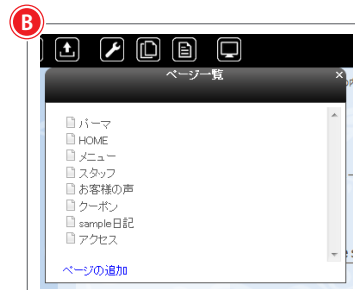 B
ページ一覧
×
パーマ
HOME
メニュー
スタッフ
お客様の声
クーポン
sample日記
アクセス
ページの追加